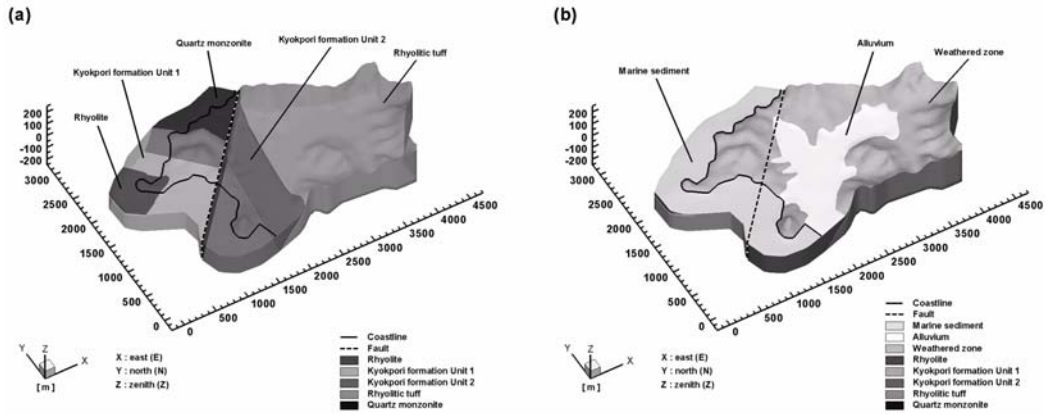 (a)
Quartz monzonite
Kyokpori formation Unit 2
Rhyolitic tuff
Kyokpori formation Unit 1
Rhyolite
200
100
0
-100
-200
3000
2500
2000
1500
1000
500
0
0
500
1000
1500
2000
2500
3000
3500
4000
4500
Y Z X
[ m ]
X : east (E)
Y : north (N)
Z : zenith (Z)
Coastline
Fault
Rhyolite
Kyokpori formation Unit 1
Kyokpori formation Unit 2
Rhyolitic tuff
Quartz monzonite
(b)
Alluvium
Weathered zone
Marine sediment
200
100
0
-100
-200
3000
2500
2000
1500
1000
500
0
0
500
1000
1500
2000
2500
3000
3500
4000
4500
Y Z X
[ m ]
X : east (E)
Y : north (N)
Z : zenith (Z)
Coastline
Fault
Marine sediment
Alluvium
Weathered zone
Rhyolite
Kyokpori formation Unit 1
Kyokpori formation Unit 2
Rhyolitic tuff
Quartz monzonite